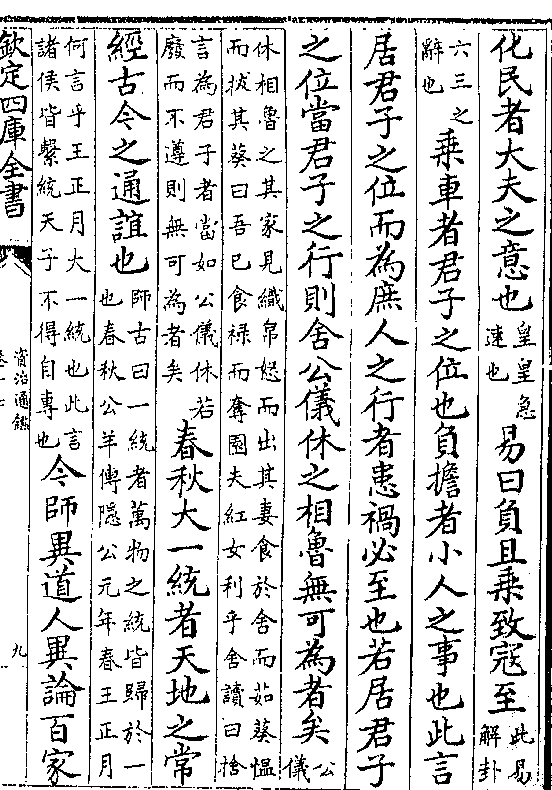 化民者大夫之意也皇皇急
速也易曰負且乘致寇至此易
解卦
六三之
辭也乘車者君子之位也負擔者小人之事也此言
居君子之位而為庶人之行者患禍必至也若居君子
之位當君子之行則舍公儀休之相魯無可為者矣公
儀
休相魯之其家見織帛怒而出其妻食於舍而茹葵愠
而拔其葵曰吾已食禄而奪園夫紅女利乎舍讀曰捨
言為君子者當如公儀休若
廢而不遵則無可為者矣春秋大一統者天地之常
經古今之通誼也師古曰一統者萬物之統皆歸於一
也春秋公羊傳隱公元年春王正月
何言乎王正月大一統也此言
諸侯皆繫統天子不得自專也今師異道人異論百家
欽定四庫全書
資治通鑑
九